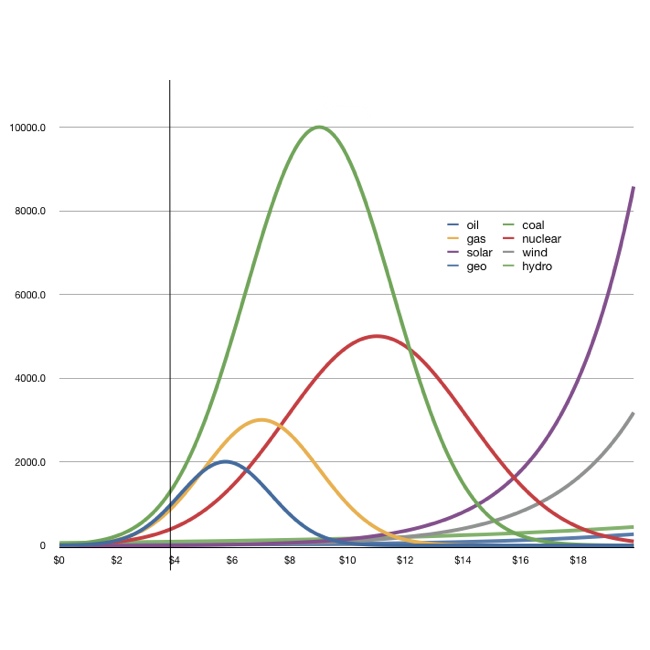 10000.0
8000.0
oil coal
gas nuclear
solar wind
geo hydro
6000.0
4000.0
2000.0
0
$0 $2 $4 $6 $8 $10 $12 $14 $16 $18